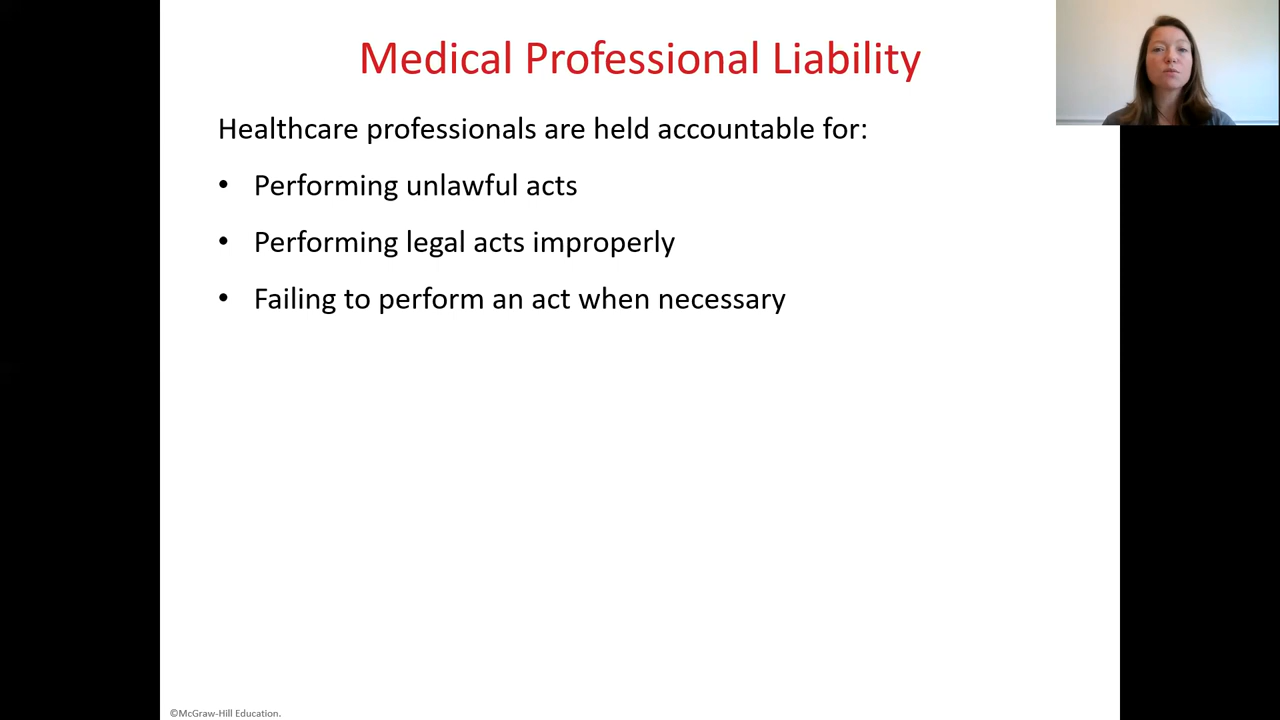 Medical Professional Liability
Healthcare professionals are held accountable for:
• Performing unlawful acts
• Performing legal acts improperly
• Failing to perform an act when necessary
©McGraw-Hill Education.